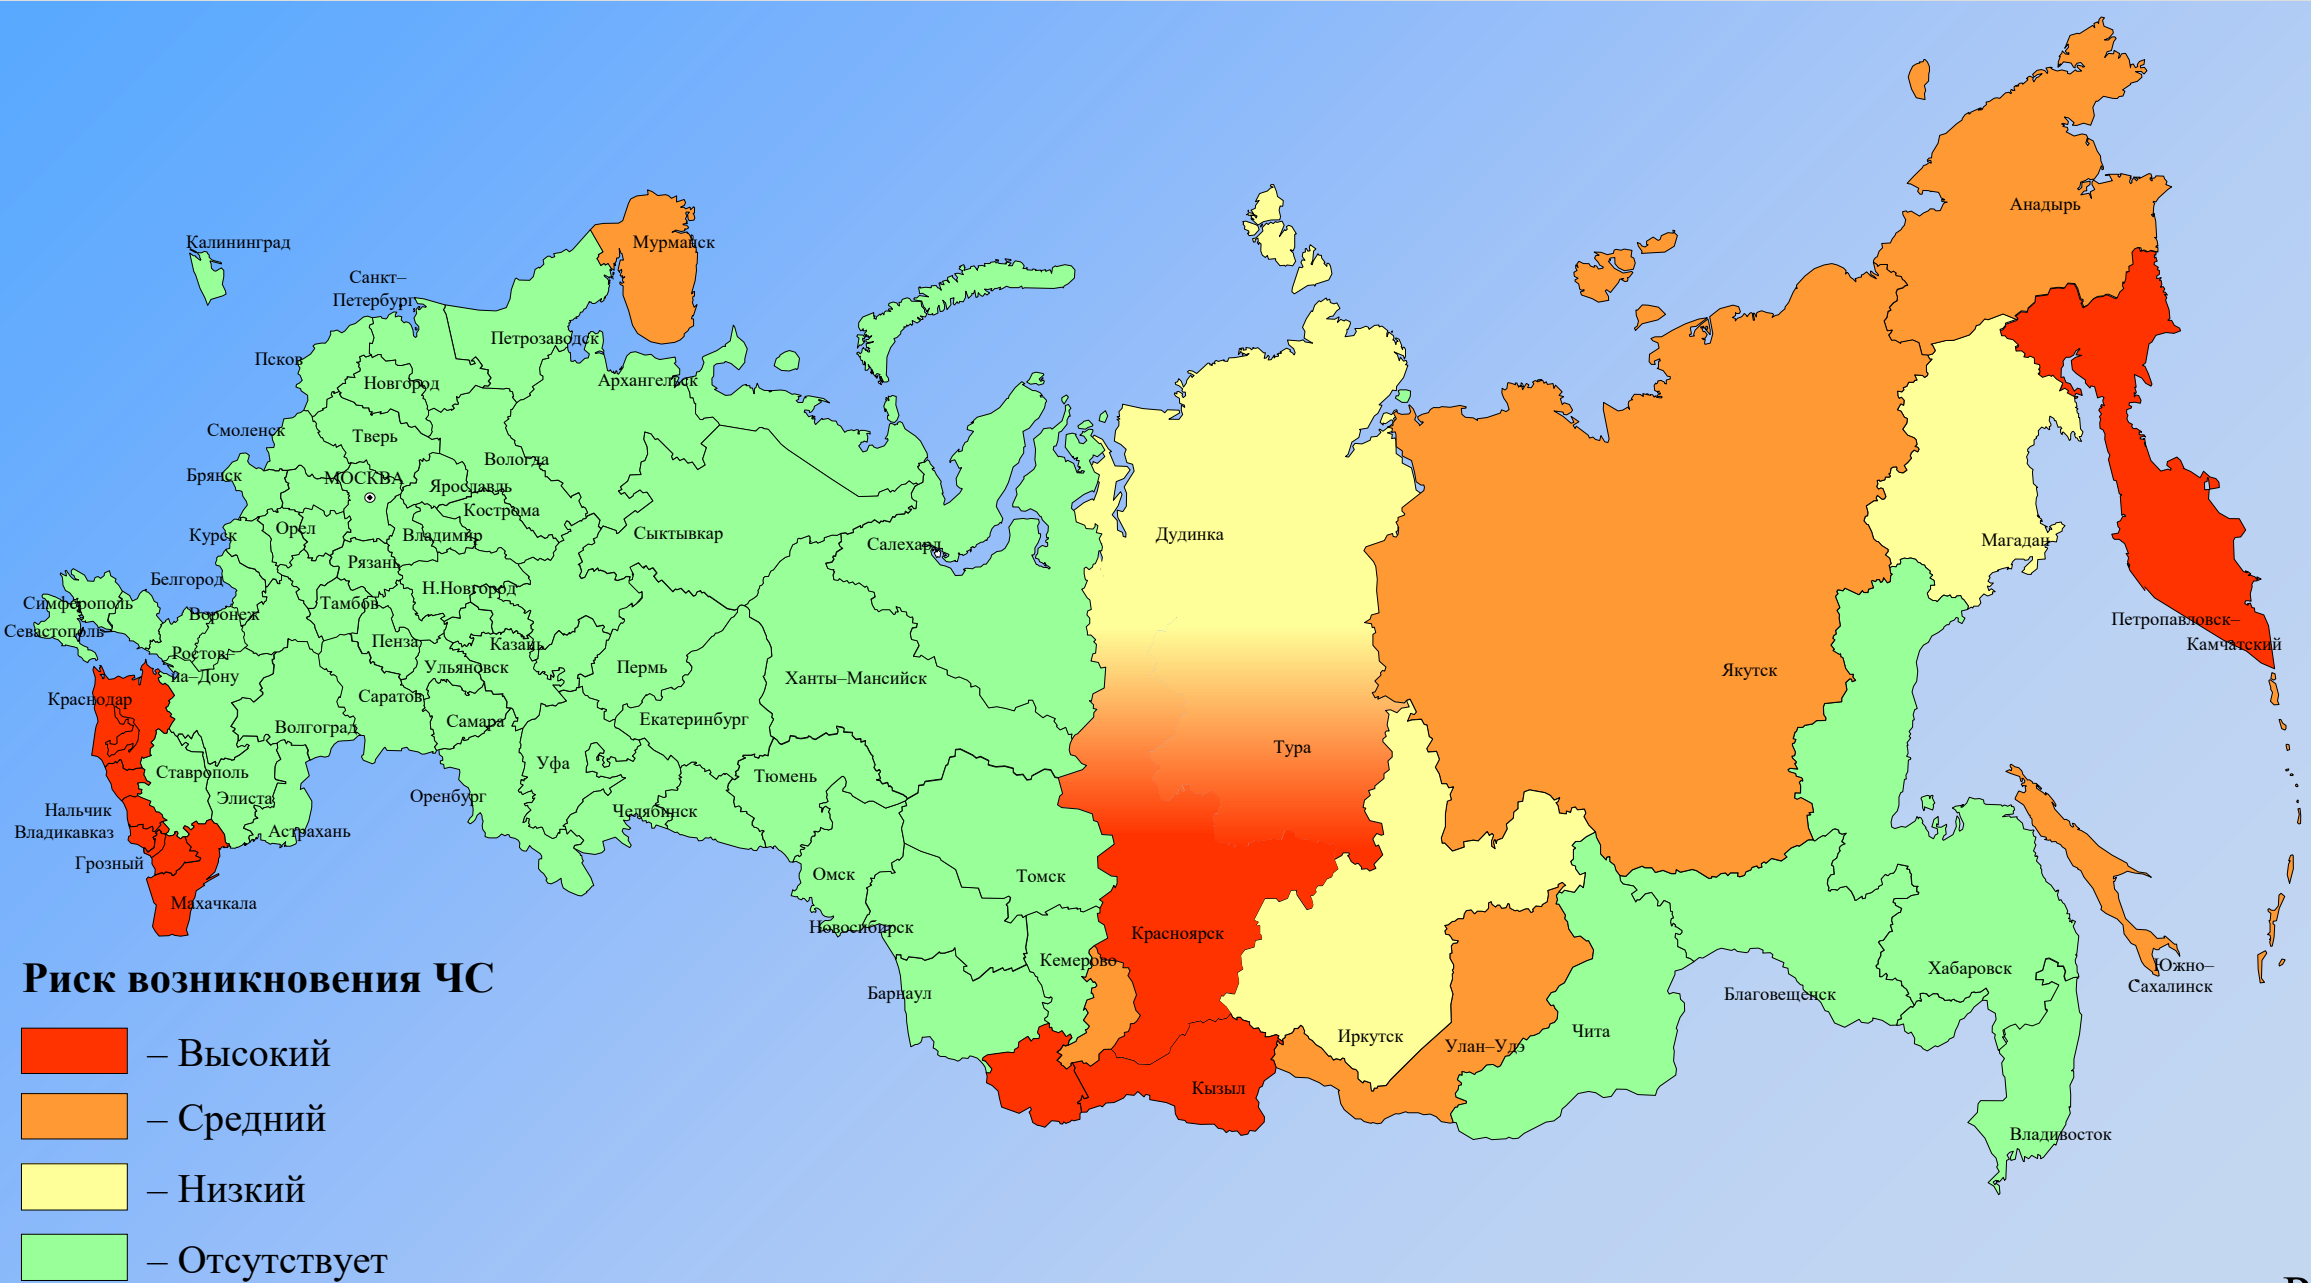 Анадырь
Калининград
Мурманск
Санкт–
Петербург
Петрозаводск
Псков
Новгород
Архангельск
Смоленск
Тверь
Вологда
Брянск
МОСКВА
Ярославль
Кострома
Курск
Орел
Владимир
Сыктывкар
Салехард
Дудинка
Магадан
Рязань
Белгород
Н.Новгород
Симферополь
Тамбов
Воронеж
Севастополь
Пенза
Казань
Петропавловск–
Камчатский
Ростов–
на–Дону
Ульяновск
Пермь
Ханты–Мансийск
Якутск
Краснодар
Саратов
Самара
Екатеринбург
Волгоград
Тура
Уфа
Ставрополь
Тюмень
Элиста
Оренбург
Челябинск
Нальчик
Владикавказ
Астрахань
Грозный
Омск
Томск
Махачкала
Новосибирск
Красноярск
Кемерово
Хабаровск
Южно–
Сахалинск
Барнаул
Благовещенск
Иркутск
Улан–Удэ
Чита
Кызыл
Владивосток
Риск возникновения ЧС
– Высокий
– Средний
– Низкий
– Отсутствует